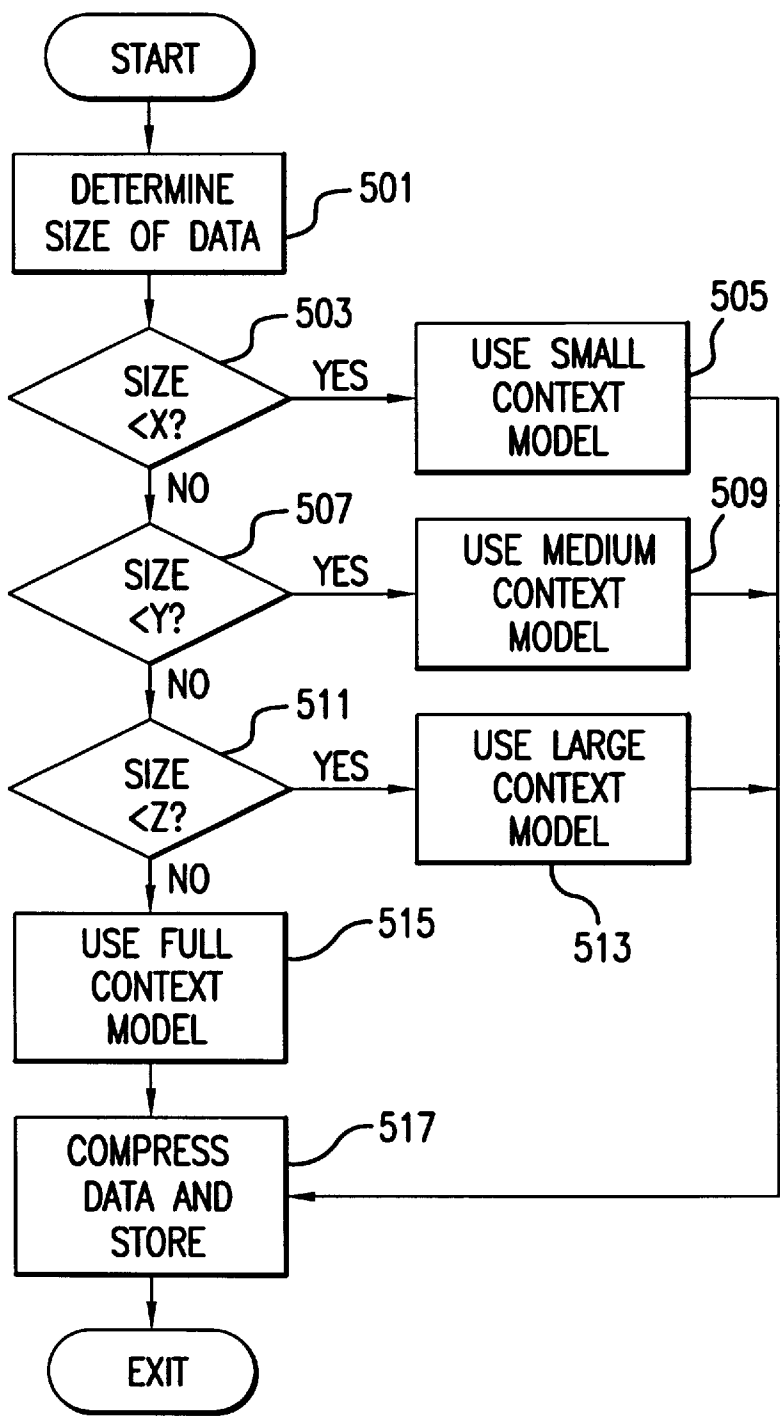 START
DETERMINE
SIZE OF DATA
501
503
SIZE
<X?
YES
505
USE SMALL
CONTEXT
MODEL
NO
507
SIZE
<Y?
YES
509
USE MEDIUM
CONTEXT
MODEL
NO
511
SIZE
<Z?
YES
USE LARGE
CONTEXT
MODEL
513
NO
515
USE FULL
CONTEXT
MODEL
517
COMPRESS
DATA AND
STORE
EXIT